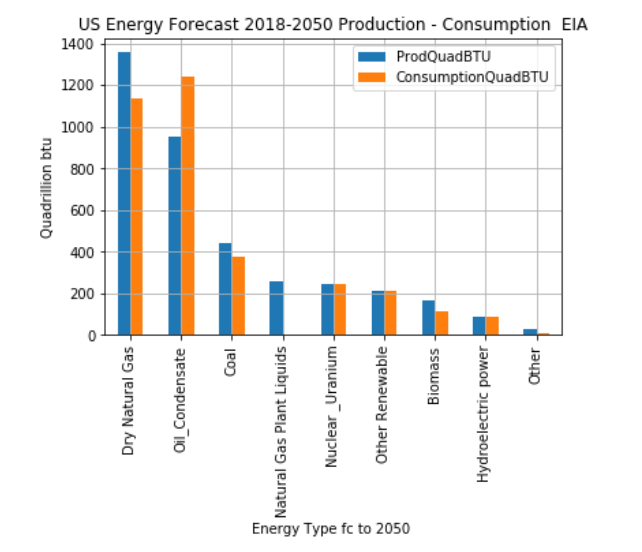 US Energy Forecast 2018-2050 Production - Consumption  EIA
ProdQuadBTU
ConsumptionQuadBTU
Quadrillion btu
1400
1200
1000
800
600
400
200
0
Dry Natural Gas
Oil_Condensate
Coal
Natural Gas Plant Liquids
Nuclear _Uranium
Other Renewable
Biomass
Hydroelectric power
Other
Energy Type fc to 2050